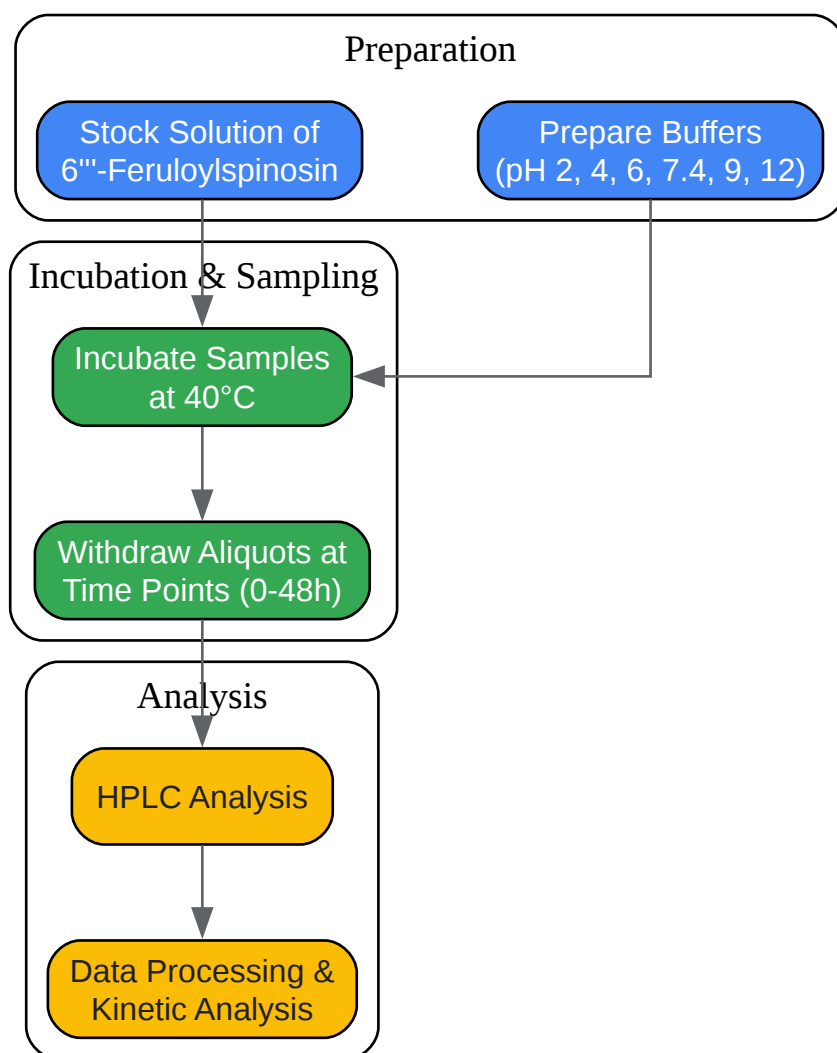 Preparation
Stock Solution of
6'''-Feruloylspinosin
Prepare Buffers
(pH 2, 4, 6, 7.4, 9, 12)
Incubation & Sampling
Incubate Samples
at 40°C
Withdraw Aliquots at
Time Points (0-48h)
Analysis
HPLC Analysis
Data Processing &
Kinetic Analysis